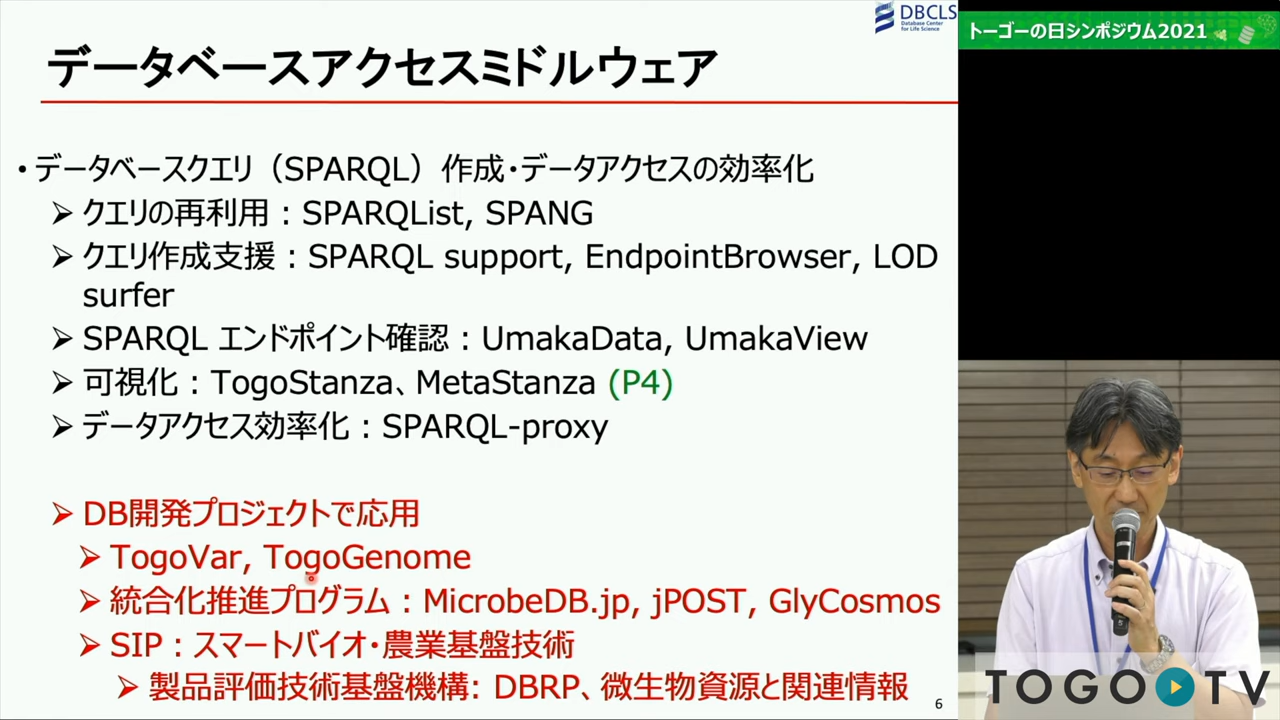 DBCLS
Database Center
for Life Science
トーゴーの日シンポジウム2021
データベースアクセスミドルウェア
・データベースクエリ（SPARQL）作成・データアクセスの効率化
➢ クエリの再利用：SPARQList, SPANG
➢ クエリ作成支援：SPARQL support, EndpointBrowser, LOD
surfer
➢ SPARQL エンドポイント確認：UmakaData, UmakaView
➢ 可視化：TogoStanza、MetaStanza (P4)
➢ データアクセス効率化：SPARQL-proxy
➢ DB開発プロジェクトで応用
➢ TogoVar, TogoGenome
➢ 統合化推進プログラム：MicrobeDB.jp, jPOST, GlyCosmos
➢ SIP：スマートバイオ・農業基盤技術
➢ 製品評価技術基盤機構: DBRP、微生物資源と関連情報
6
TOGO TV